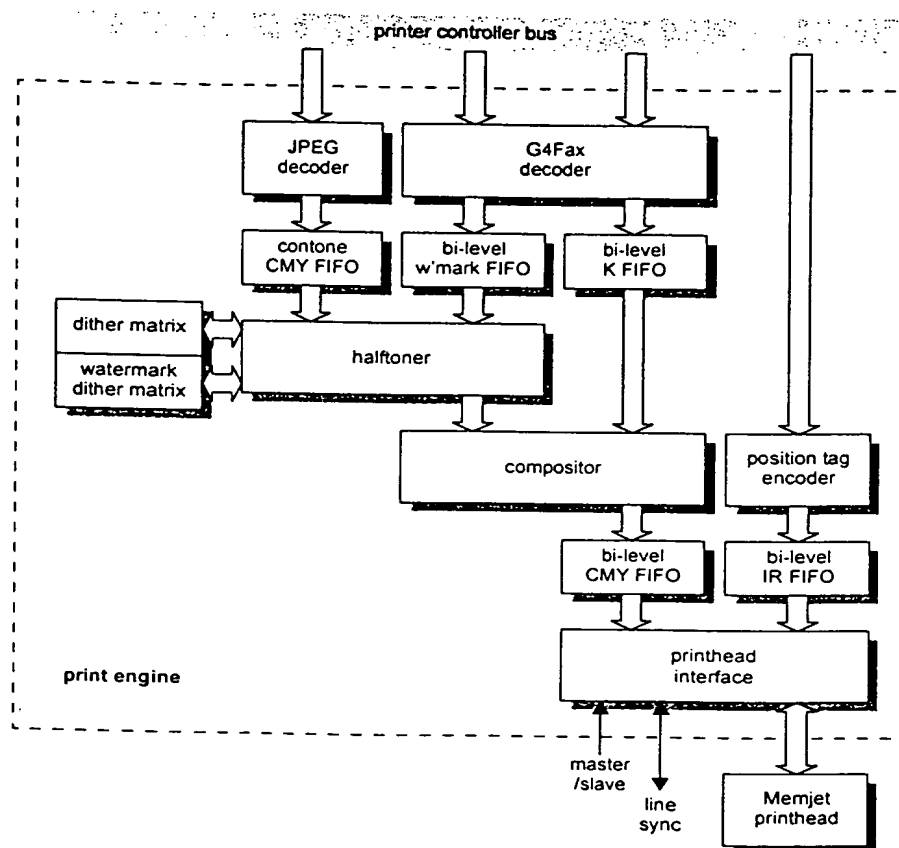 printer controller bus
JPEG
decoder
G4Fax
decoder
contone
CMY FIFO
bi-level
w'mark FIFO
bi-level
K FIFO
dither matrix
watermark
dither matrix
halftoner
compositor
position tag
encoder
bi-level
CMY FIFO
bi-level
IR FIFO
printhead
interface
print engine
master
/slave
line
sync
Memjet
printhead